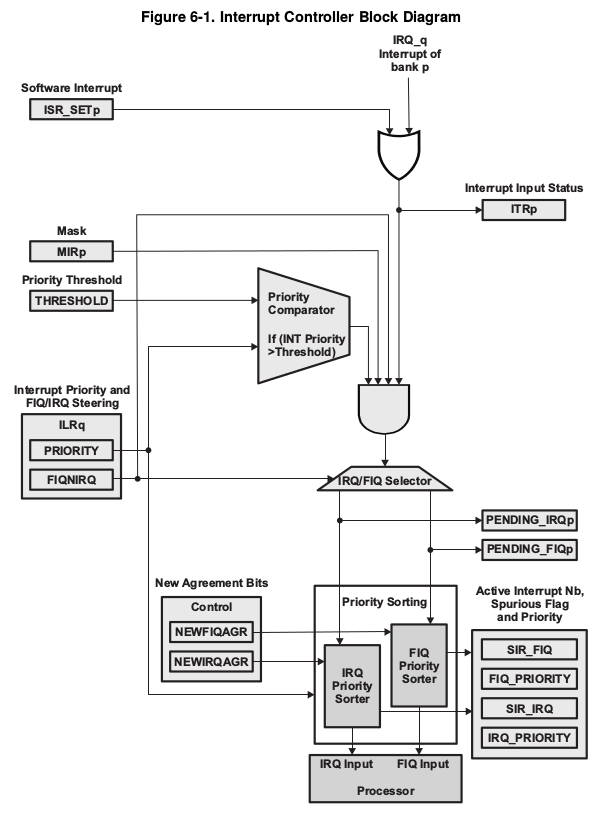 Figure 6-1. Interrupt Controller Block Diagram
IRQ_q
Interrupt of
bank p
Software Interrupt
ISR_SETp
Interrupt Input Status
ITRp
Mask
MIRp
Priority Threshold
THRESHOLD
Priority
Comparator
If (INT Priority
>Threshold)
Interrupt Priority and
FIQ/IRQ Steering
ILRq
PRIORITY
FIQNIRQ
IRQ/FIQ Selector
PENDING_IRQp
PENDING_FIQp
New Agreement Bits
Control
NEWFIQAGR
NEWIRQAGR
Priority Sorting
IRQ
Priority
Sorter
FIQ
Priority
Sorter
Active Interrupt Nb,
Spurious Flag
and Priority
SIR_FIQ
FIQ_PRIORITY
SIR_IRQ
IRQ_PRIORITY
IRQ Input
FIQ Input
Processor